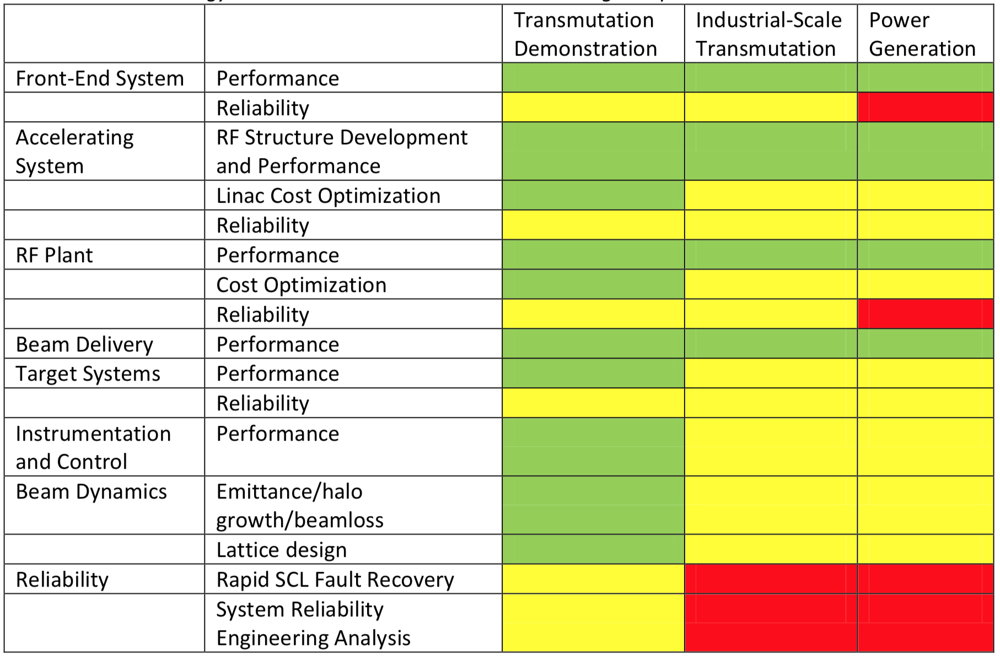 Transmutation Industrial-Scale Power
Demonstration Transmutation Generation
Front-End System Performance
Reliability
Accelerating RF Structure Development
System and Performance
Linac Cost Optimization
Reliability
RF Plant Performance
Cost Optimization
Reliability
Beam Delivery Performance
Target Systems Performance
Reliability
Instrumentation Performance
and Control
Beam Dynamics Emittance/halo
growth/beamloss
Lattice design
Reliability Rapid SCL Fault Recovery
System Reliability
Engineering Analysis